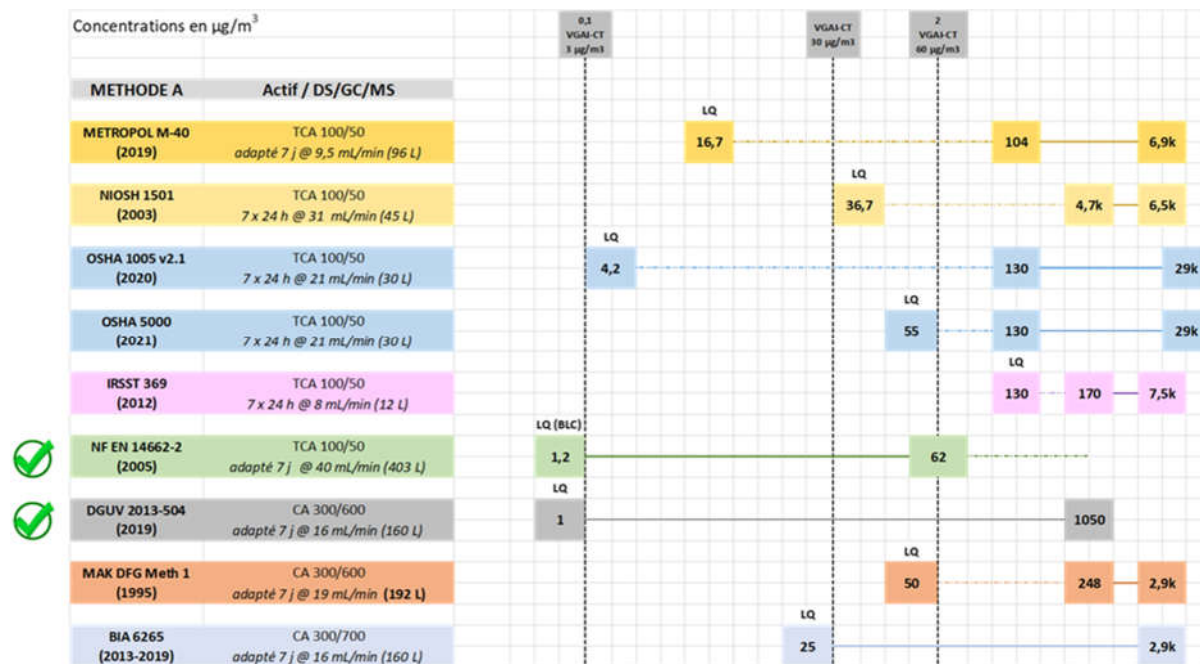 Concentrations en µg/m³
0,1
VGAI-CT
3 µg/m3
VGAI-CT
30 µg/m3
2
VGAI-CT
60 µg/m3
METHODE A Actif / DS/GC/MS
LQ
METROPOL M-40 TCA 100/50 16,7 104 6,9k
(2019) adapté 7 j @ 9,5 mL/min (96 L)
LQ
NIOSH 1501 TCA 100/50 36,7 4,7k 6,5k
(2003) 7 x 24 h @ 31 mL/min (45 L)
LQ
OSHA 1005 v2.1 TCA 100/50 4,2 130 29k
(2020) 7 x 24 h @ 21 mL/min (30 L)
LQ
OSHA 5000 TCA 100/50 55 130 29k
(2021) 7 x 24 h @ 21 mL/min (30 L)
LQ
IRSST 369 TCA 100/50 130 170 7,5k
(2012) 7 x 24 h @ 8 mL/min (12 L)
LQ (BLC)
NF EN 14662-2 TCA 100/50 1,2 62
(2005) adapté 7 j @ 40 mL/min (403 L)
LQ
DGUV 2013-504 CA 300/600 1 1050
(2019) adapté 7 j @ 16 mL/min (160 L)
LQ
MAK DFG Meth 1 CA 300/600 50 248 2,9k
(1995) adapté 7 j @ 19 mL/min (192 L)
LQ
BIA 6265 CA 300/700 25 2,9k
(2013-2019) adapté 7 j @ 16 mL/min (160 L)